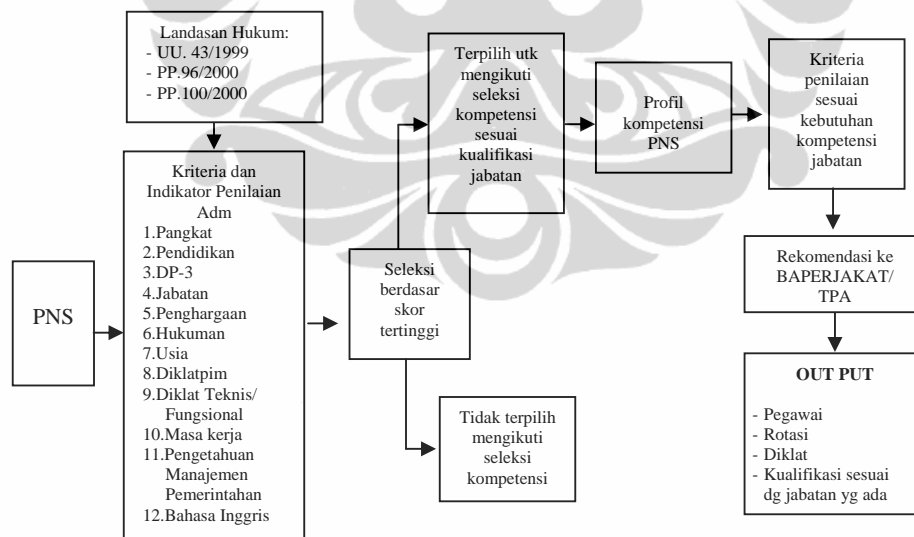 Landasan Hukum:
- UU. 43/1999
- PP.96/2000
- PP.100/2000
Terpilih utk
mengikuti
seleksi
kompetensi
sesuai
kualifikasi
jabatan
Profil
kompetensi
PNS
Kriteria
penilaian
sesuai
kebutuhan
kompetensi
jabatan
PNS
Kriteria dan
Indikator Penilaian
Adm
1.Pangkat
2.Pendidikan
3.DP-3
4.Jabatan
5.Penghargaan
6.Hukuman
7.Usia
8.Diklatpim
9.Diklat Teknis/
Fungsional
10.Masa kerja
11.Pengetahuan
Manajemen
Pemerintahan
12.Bahasa Inggris
Seleksi
berdasar
skor
tertinggi
Tidak terpilih
mengikuti
seleksi
kompetensi
Rekomendasi ke
BAPERJAKAT/
TPA
OUT PUT
- Pegawai
- Rotasi
- Diklat
- Kualifikasi sesuai
dg jabatan yg ada